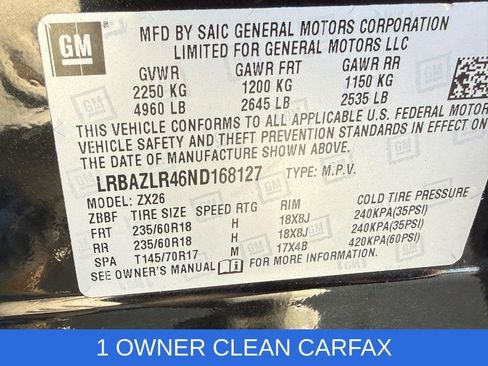 GM
MFD BY SAIC GENERAL MOTORS CORPORATION
LIMITED FOR GENERAL MOTORS LLC
GVWR GAWR FRT GAWR RR
2250 KG 1200 KG 1150 KG
4960 LB 2645 LB 2535 LB
THIS VEHICLE CONFORMS TO ALL APPLICABLE U.S. FEDERAL MOTOR
VEHICLE SAFETY AND THEFT PREVENTION STANDARDS IN EFFECT ON
THE DATE OF MANUFACTURE SHOWN ABOVE.
LRBAZLR46ND168127 TYPE: M.P.V.
MODEL: ZX26
ZBBF TIRE SIZE SPEED RTG RIM COLD TIRE PRESSURE
FRT 235/60R18 H 18X8J 240KPA(35PSI)
RR 235/60R18 H 18X8J 240KPA(35PSI)
SPA T145/70R17 M 17X4B 420KPA(60PSI)
SEE OWNER'S MANUAL FOR MORE INFORMATION.
1 OWNER CLEAN CARFAX